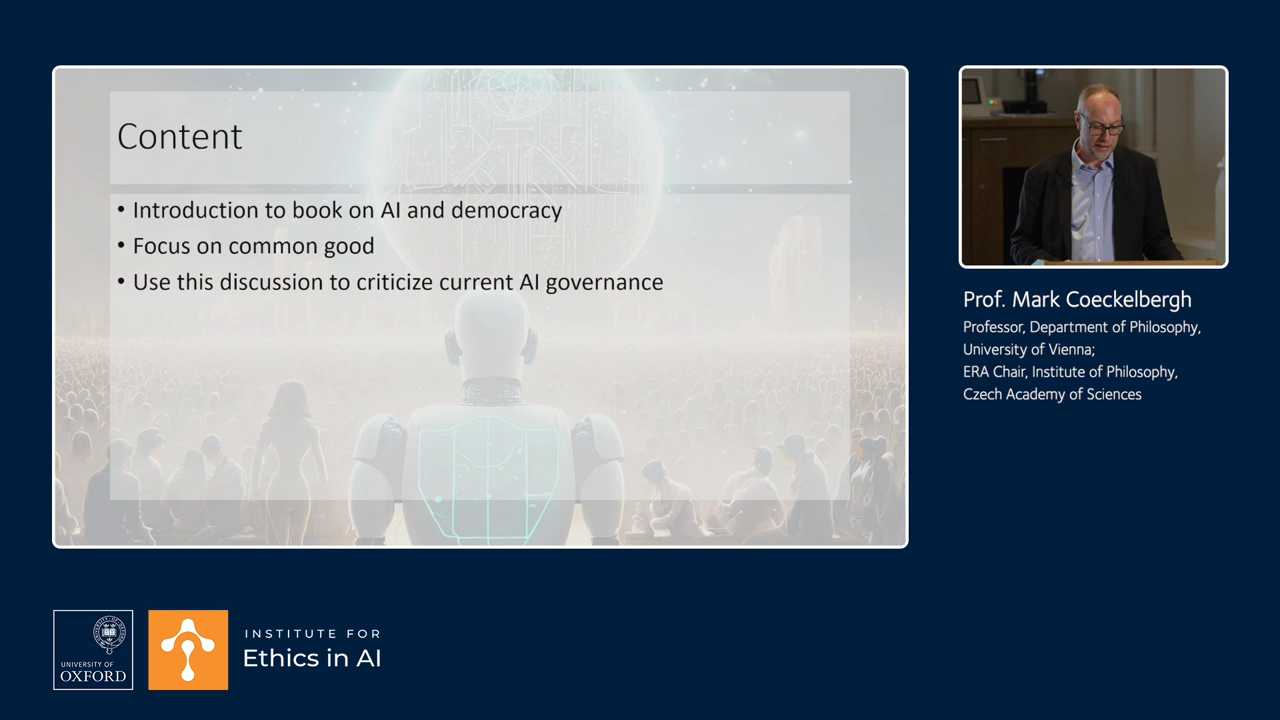 Content
• Introduction to book on AI and democracy
• Focus on common good
• Use this discussion to criticize current AI governance
Prof. Mark Coeckelbergh
Professor, Department of Philosophy,
University of Vienna;
ERA Chair, Institute of Philosophy,
Czech Academy of Sciences
UNIVERSITY OF
OXFORD
INSTITUTE FOR
Ethics in AI